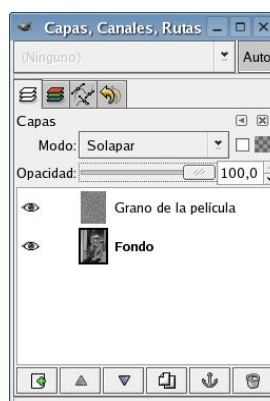 Capas, Canales, Rutas
(Ninguno)
Auto
Capas
Modo: Solapar
Opacidad: 100,0
Grano de la película
Fondo